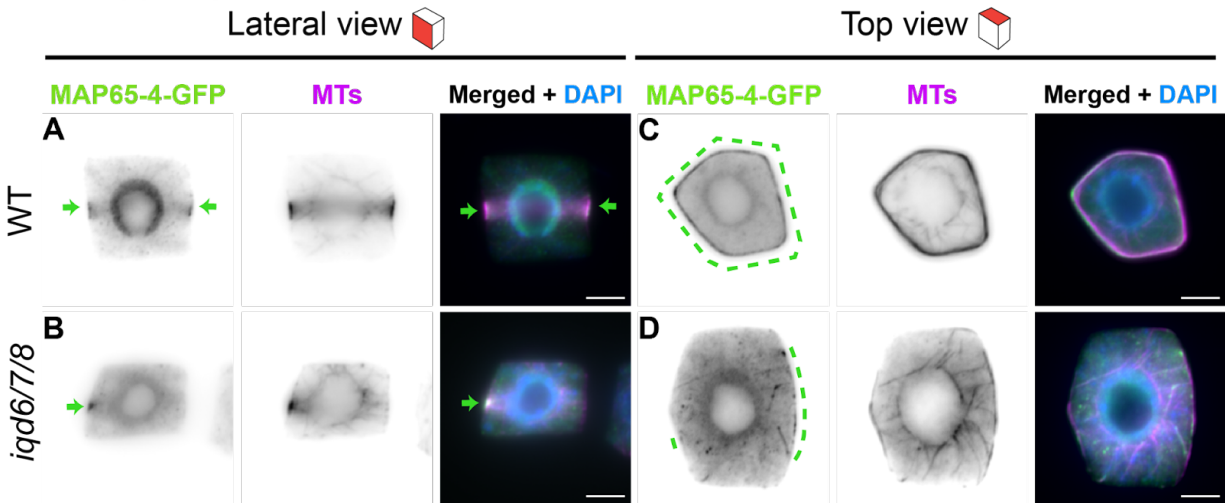 Lateral view Top view
MAP65-4-GFP MTs Merged + DAPI MAP65-4-GFP MTs Merged + DAPI
WT A C
iqd6/7/8 B D